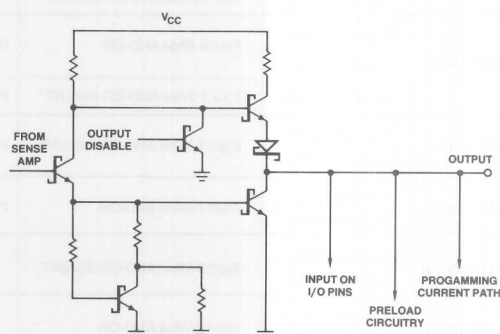 VCC
FROM
SENSE
AMP
OUTPUT
DISABLE
OUTPUT
INPUT ON
I/O PINS
PRELOAD
CIRCUITRY
PROGAMMING
CURRENT PATH